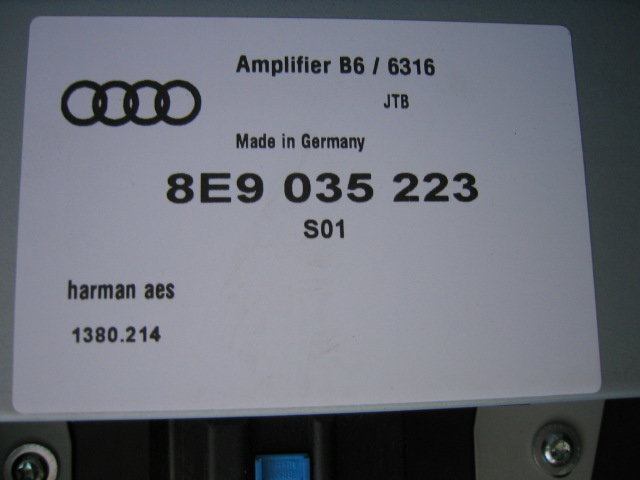 Amplifier B6 / 6316
JTB
Made in Germany
8E9 035 223
S01
harman aes
1380.214